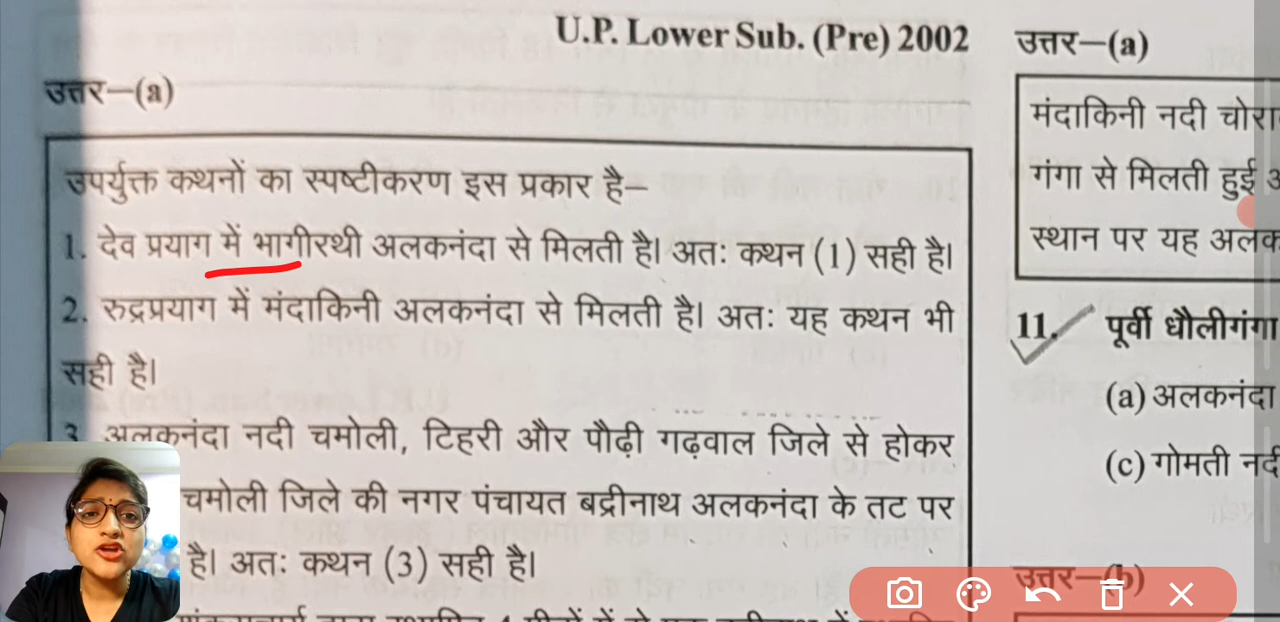 U.P. Lower Sub. (Pre) 2002
उत्तर–(a)
उपर्युक्त कथनों का स्पष्टीकरण इस प्रकार है–
1. देव प्रयाग में भागीरथी अलकनंदा से मिलती है। अतः कथन (1) सही है।
2. रुद्रप्रयाग में मंदाकिनी अलकनंदा से मिलती है। अतः यह कथन भी
सही है।
3. अलकनंदा नदी चमोली, टिहरी और पौढ़ी गढ़वाल जिले से होकर
चमोली जिले की नगर पंचायत बद्रीनाथ अलकनंदा के तट पर
है। अतः कथन (3) सही है।
उत्तर–(a)
मंदाकिनी नदी
गंगा से मिलती हुई
स्थान पर यह
11. पूर्वी धौलीगंगा
(a) अलकनंदा
(c) गोमती
उत्तर–(b)